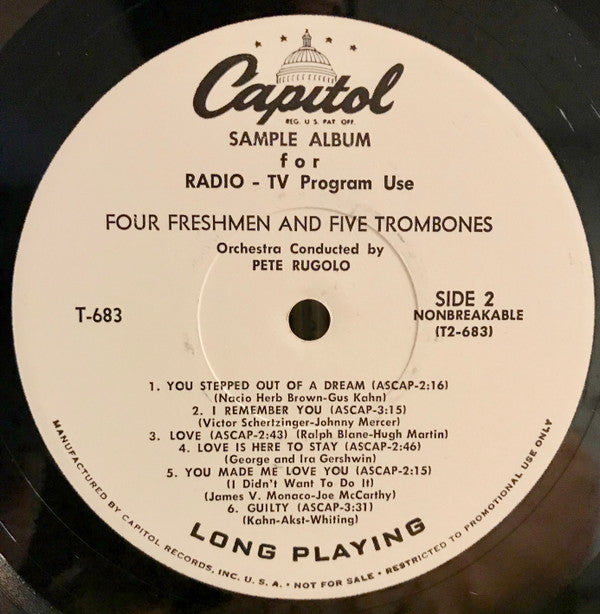 Capitol
REG. U.S. PAT. OFF.
SAMPLE ALBUM
for
RADIO - TV Program Use
FOUR FRESHMEN AND FIVE TROMBONES
Orchestra Conducted by
PETE RUGOLO
T-683
SIDE 2
NONBREAKABLE
(T2-683)
1. YOU STEPPED OUT OF A DREAM (ASCAP-2:16)
(Nacio Herb Brown-Gus Kahn)
2. I REMEMBER YOU (ASCAP-3:15)
(Victor Schertzinger-Johnny Mercer)
3. LOVE (ASCAP-2:43) (Ralph Blane-Hugh Martin)
4. LOVE IS HERE TO STAY (ASCAP-2:46)
(George and Ira Gershwin)
5. YOU MADE ME LOVE YOU (ASCAP-2:15)
(I Didn't Want To Do It)
(James V. Monaco-Joe McCarthy)
6. GUILTY (ASCAP-3:31)
(Kahn-Akst-Whiting)
LONG PLAYING
MANUFACTURED BY CAPITOL RECORDS, INC. U. S. A. • NOT FOR SALE • RESTRICTED TO PROMOTIONAL USE ONLY